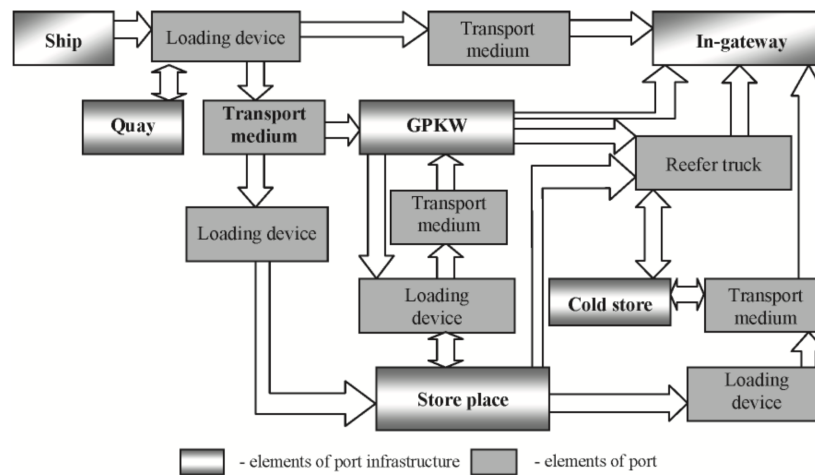 Ship
Loading device
Transport
medium
In-gateway
Quay
Transport
medium
GPKW
Reefer truck
Transport
medium
Loading device
Loading
device
Cold store
Transport
medium
Store place
Loading
device
- elements of port infrastructure
- elements of port